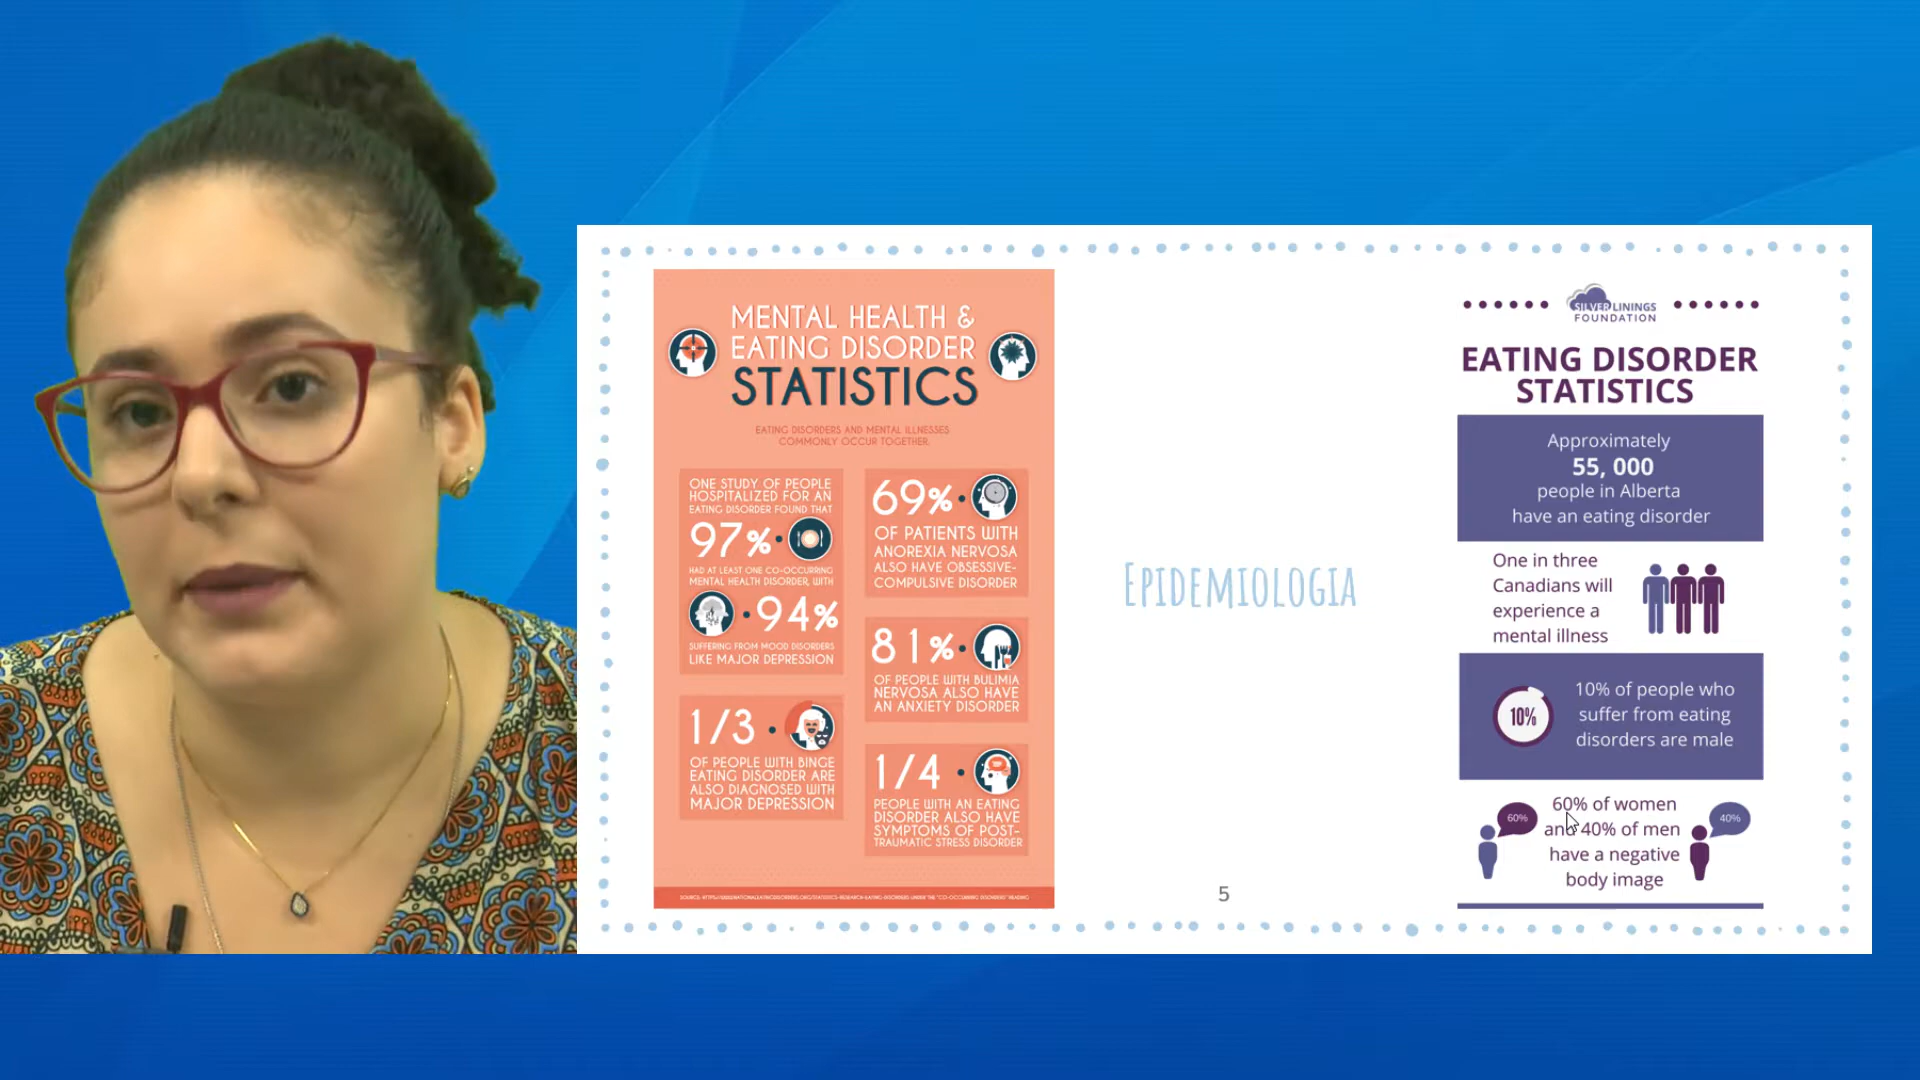 MENTAL HEALTH &
EATING DISORDER
STATISTICS
EATING DISORDERS AND MENTAL ILLNESSES
COMMONLY OCCUR TOGETHER.
ONE STUDY OF PEOPLE
HOSPITALIZED FOR AN
EATING DISORDER FOUND THAT
97%
HAD AT LEAST ONE CO-OCCURRING
MENTAL HEALTH DISORDER, WITH
94%
SUFFERING FROM MOOD DISORDERS
LIKE MAJOR DEPRESSION
1/3
OF PEOPLE WITH BINGE
EATING DISORDER ARE
ALSO DIAGNOSED WITH
MAJOR DEPRESSION
69%
OF PATIENTS WITH
ANOREXIA NERVOSA
ALSO HAVE OBSESSIVE-
COMPULSIVE DISORDER
81%
OF PEOPLE WITH BULIMIA
NERVOSA ALSO HAVE
AN ANXIETY DISORDER
1/4
PEOPLE WITH AN EATING
DISORDER ALSO HAVE
SYMPTOMS OF POST-
TRAUMATIC STRESS DISORDER
EPIDEMIOLOGIA
5
SILVER LININGS
FOUNDATION
EATING DISORDER
STATISTICS
Approximately
55, 000
people in Alberta
have an eating disorder
One in three
Canadians will
experience a
mental illness
10%
10% of people who
suffer from eating
disorders are male
60%
60% of women
and 40% of men
have a negative
body image
40%